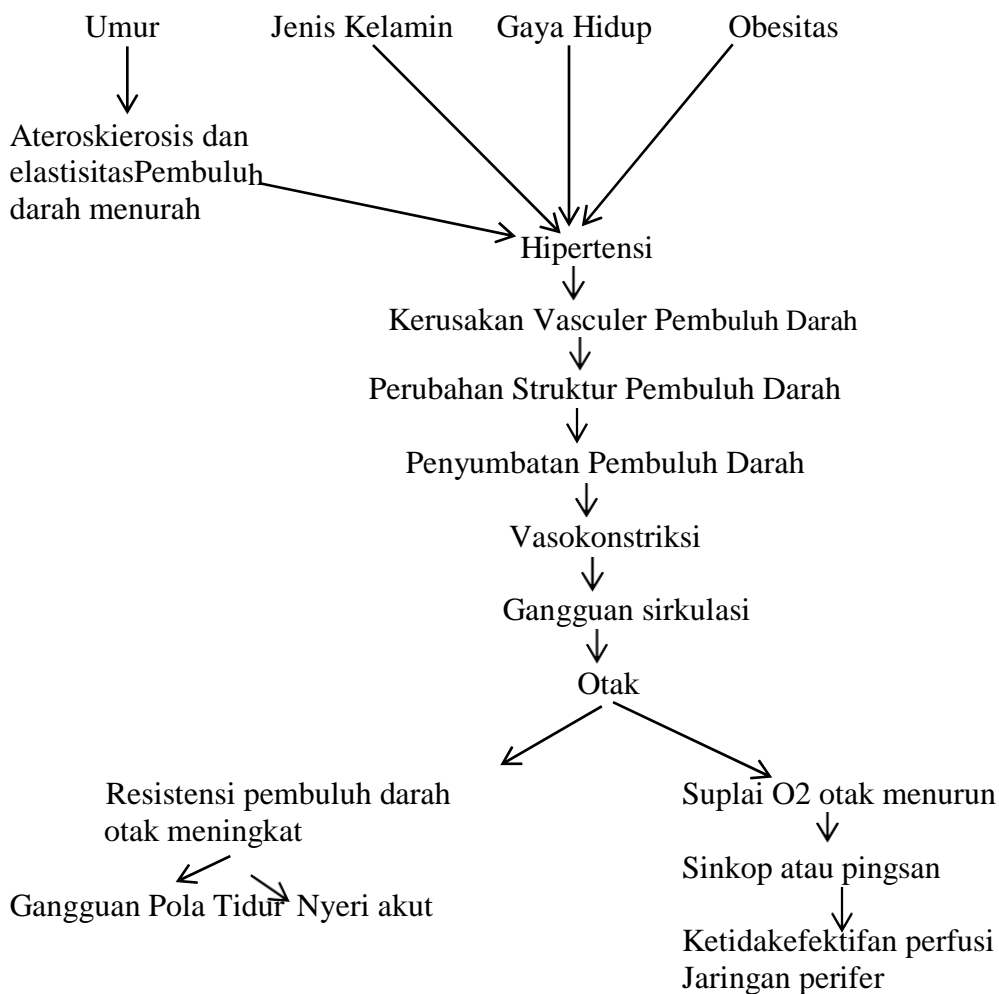 Umur Jenis Kelamin Gaya Hidup Obesitas
Ateroskierosis dan
elastisitasPembuluh
darah menurah
Hipertensi
Kerusakan Vasculer Pembuluh Darah
Perubahan Struktur Pembuluh Darah
Penyumbatan Pembuluh Darah
Vasokonstriksi
Gangguan sirkulasi
Otak
Resistensi pembuluh darah
otak meningkat
Suplai O2 otak menurun
Sinkop atau pingsan
Gangguan Pola Tidur Nyeri akut
Ketidakefektifan perfusi
Jaringan perifer